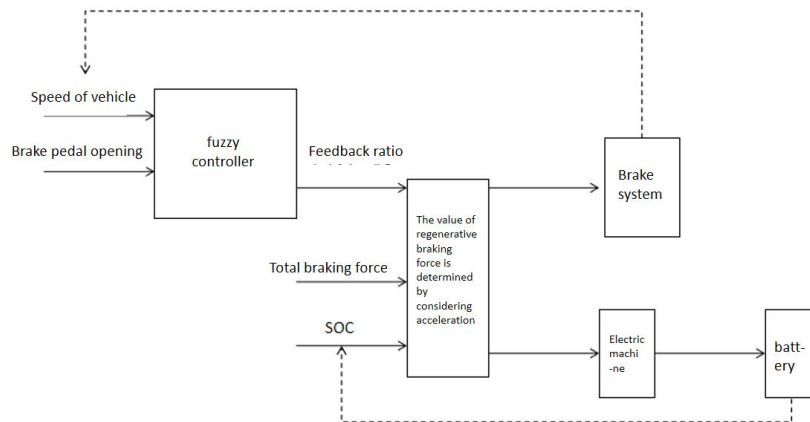 Speed of vehicle
Brake pedal opening
fuzzy
controller
Feedback ratio
The value of
regenerative
braking
force is
determined
by
considering
acceleration
Total braking force
SOC
Brake
system
Electric
machi
-ne
batt-
ery